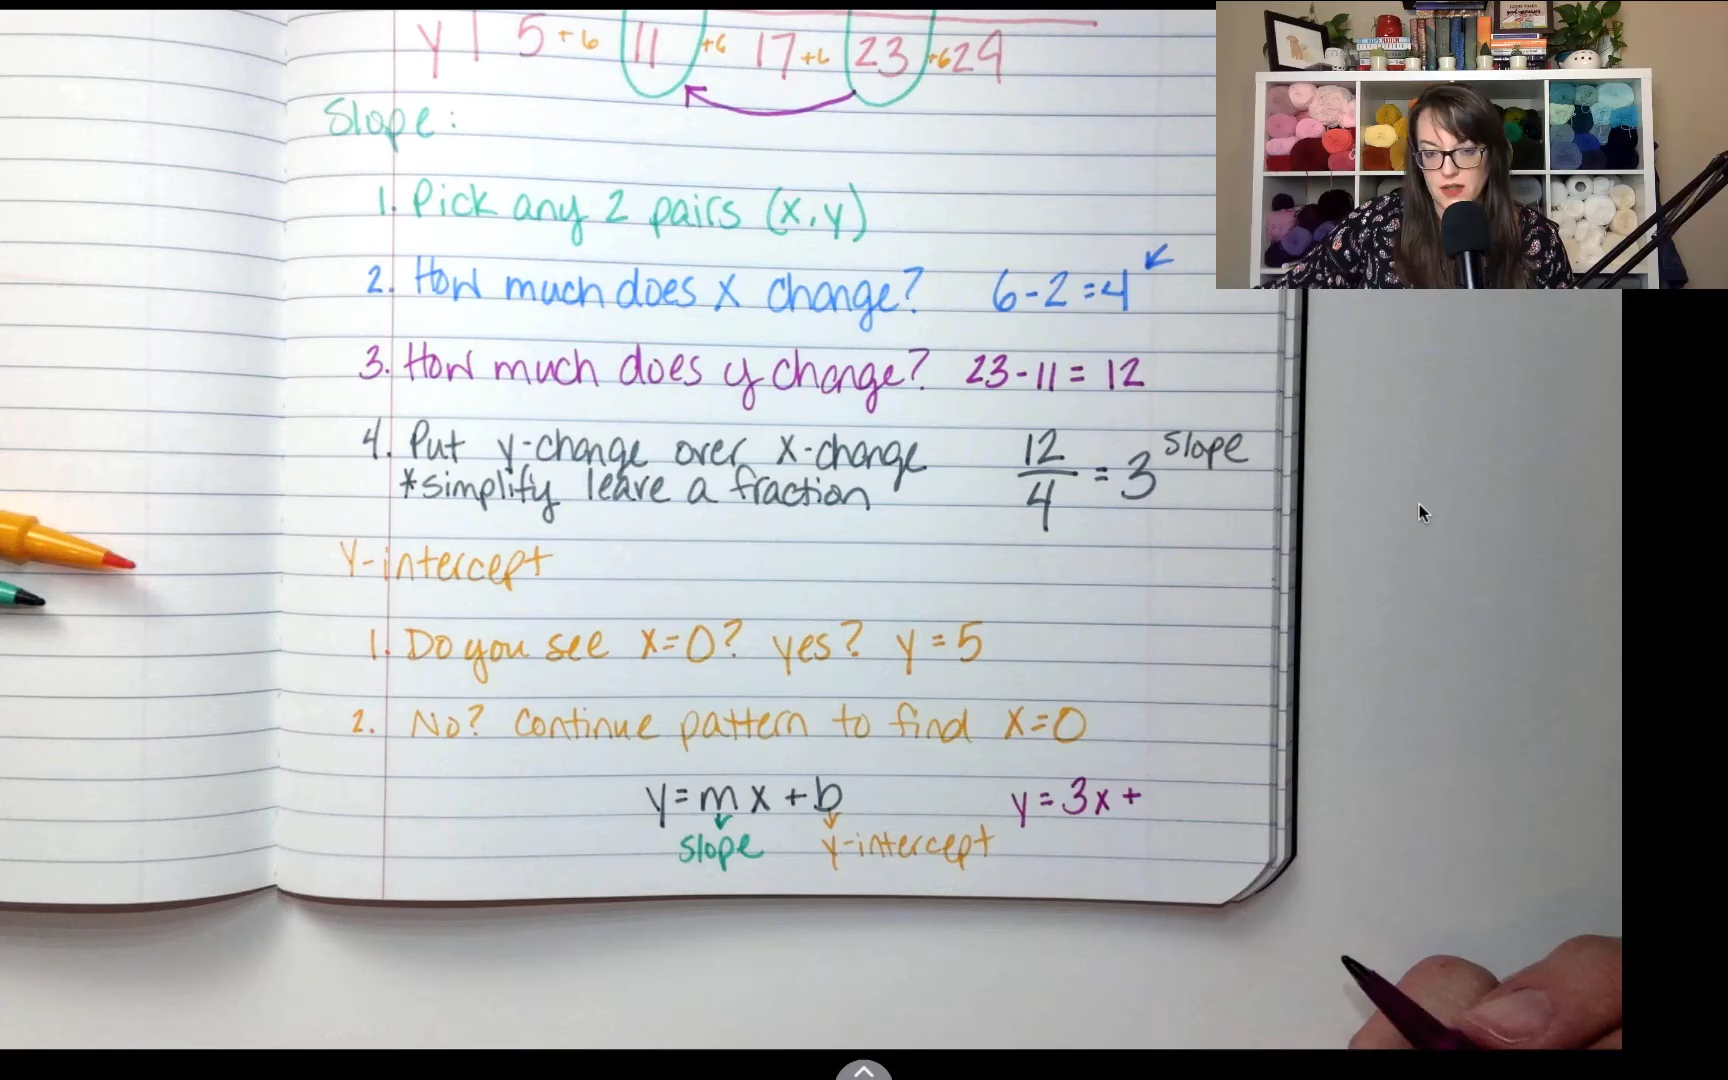 y | 5 +6 11 +6 17 +6 23 +6 29
Slope:
1. Pick any 2 pairs (x,y)
2. How much does x change? 6-2=4
3. How much does y change? 23-11=12
4. Put y-change over x-change 12/4 = 3 slope
*simplify leave a fraction
Y-intercept
1. Do you see x=0? yes? y=5
2. No? Continue pattern to find x=0
y=mx+b y=3x+
slope y-intercept